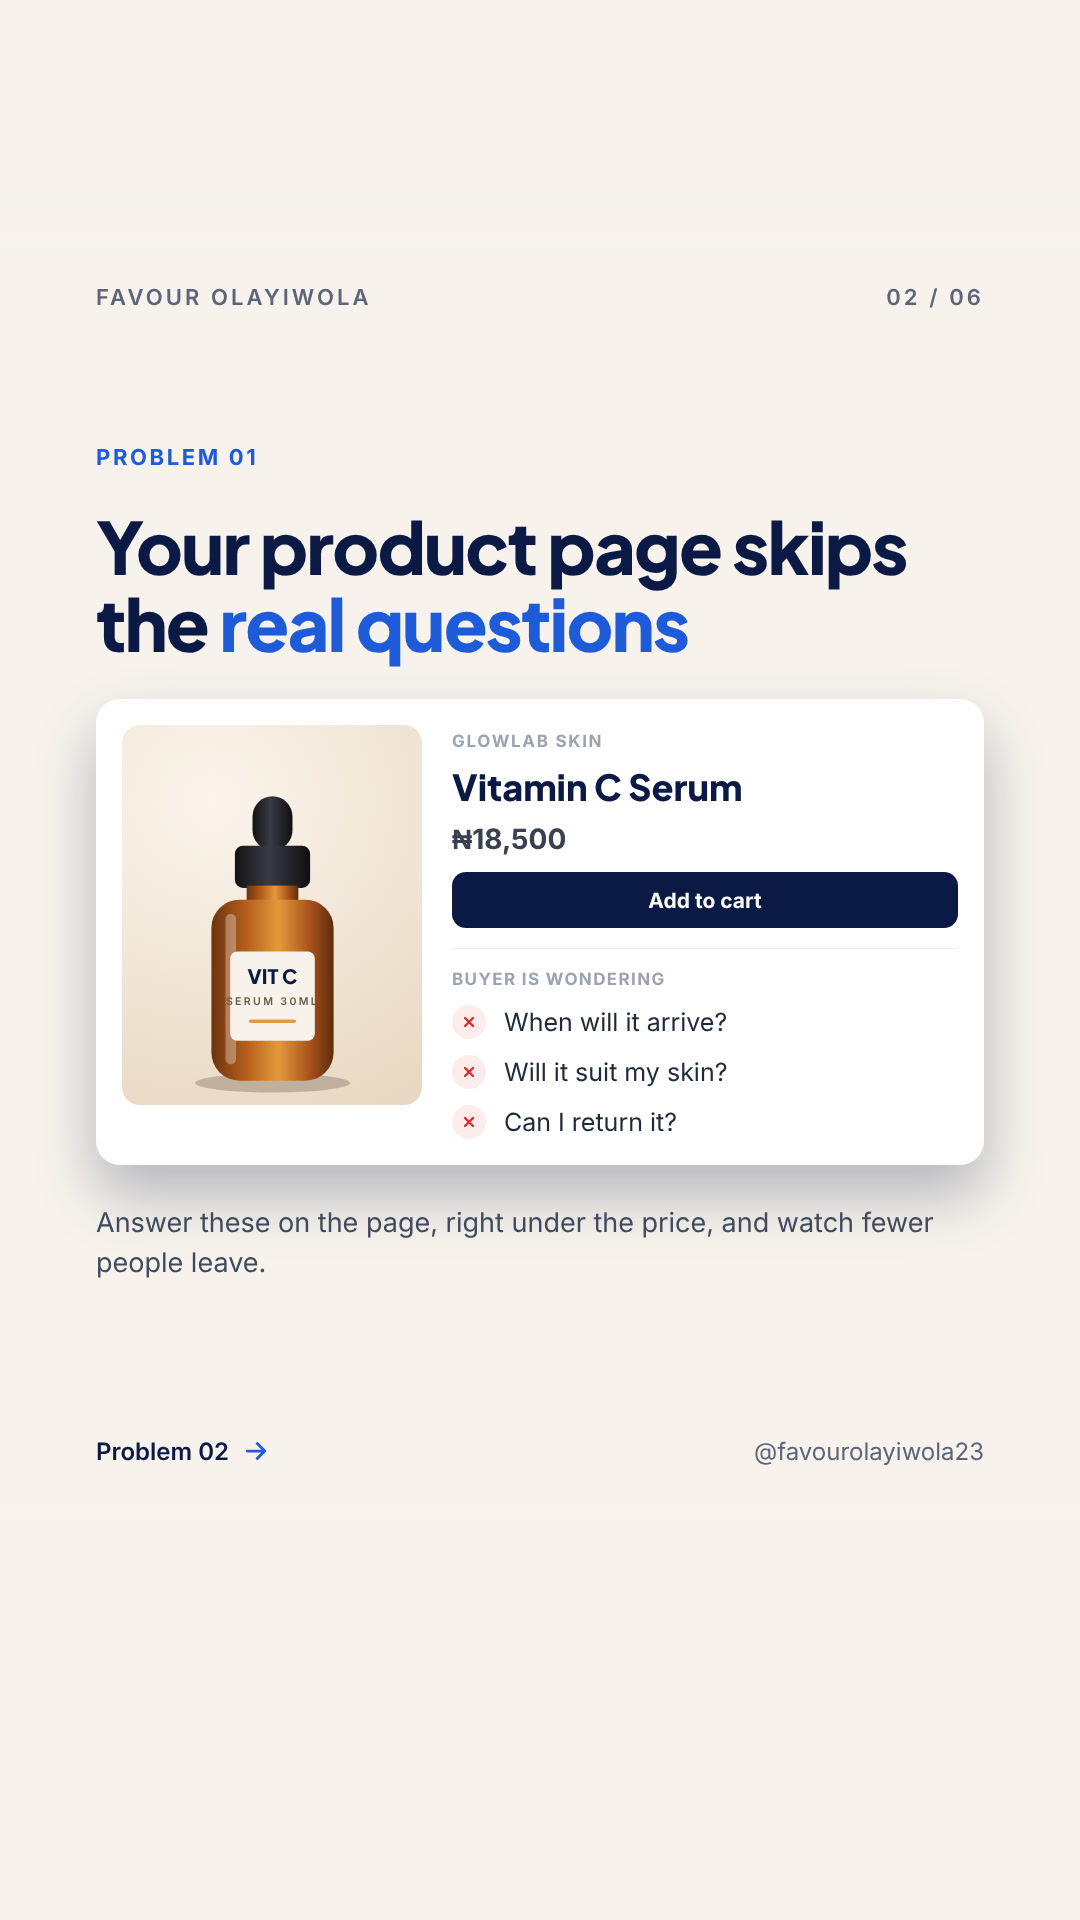 FAVOUR OLAYIWOLA
02 / 06
PROBLEM 01
Your product page skips
the real questions
GLOWLAB SKIN
Vitamin C Serum
₦18,500
Add to cart
VIT C
SERUM 30ML
BUYER IS WONDERING
When will it arrive?
Will it suit my skin?
Can I return it?
Answer these on the page, right under the price, and watch fewer
people leave.
Problem 02 →
@favourolayiwola23